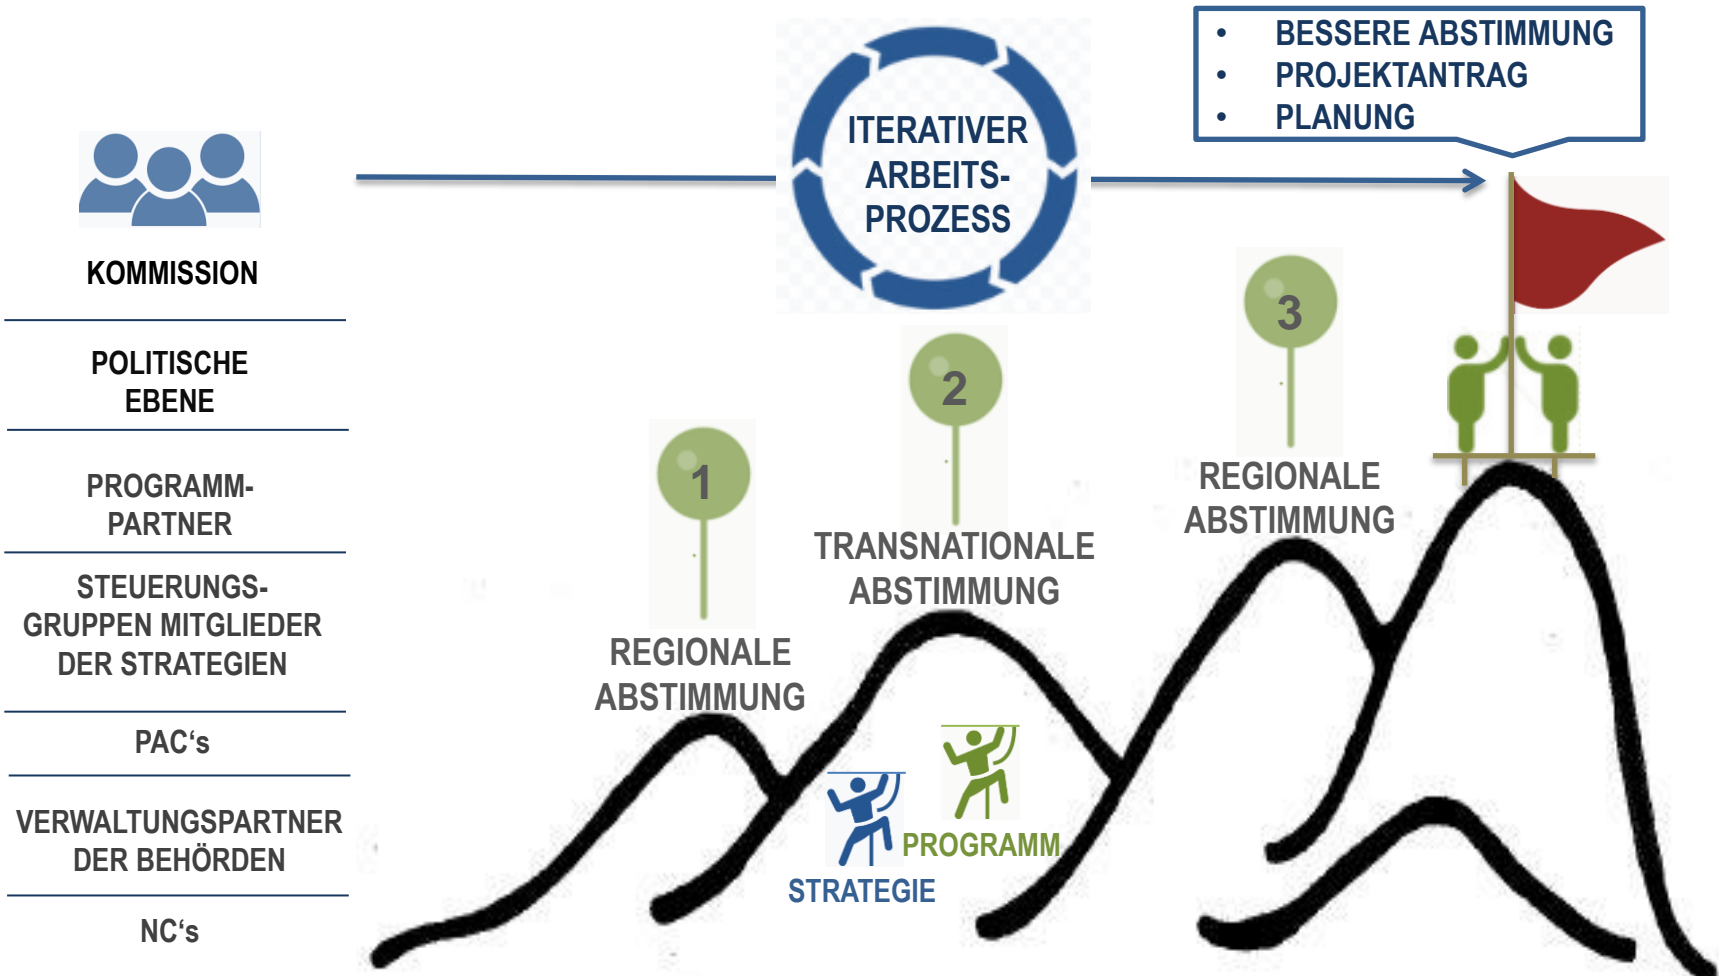 • BESSERE ABSTIMMUNG
• PROJEKTANTRAG
• PLANUNG
ITERATIVER
ARBEITS-
PROZESS
KOMMISSION
POLITISCHE
EBENE
PROGRAMM-
PARTNER
STEUERUNGS-
GRUPPEN MITGLIEDER
DER STRATEGIEN
PAC‘s
VERWALTUNGSPARTNER
DER BEHÖRDEN
NC‘s
1
REGIONALE
ABSTIMMUNG
2
TRANSNATIONALE
ABSTIMMUNG
3
REGIONALE
ABSTIMMUNG
PROGRAMM
STRATEGIE